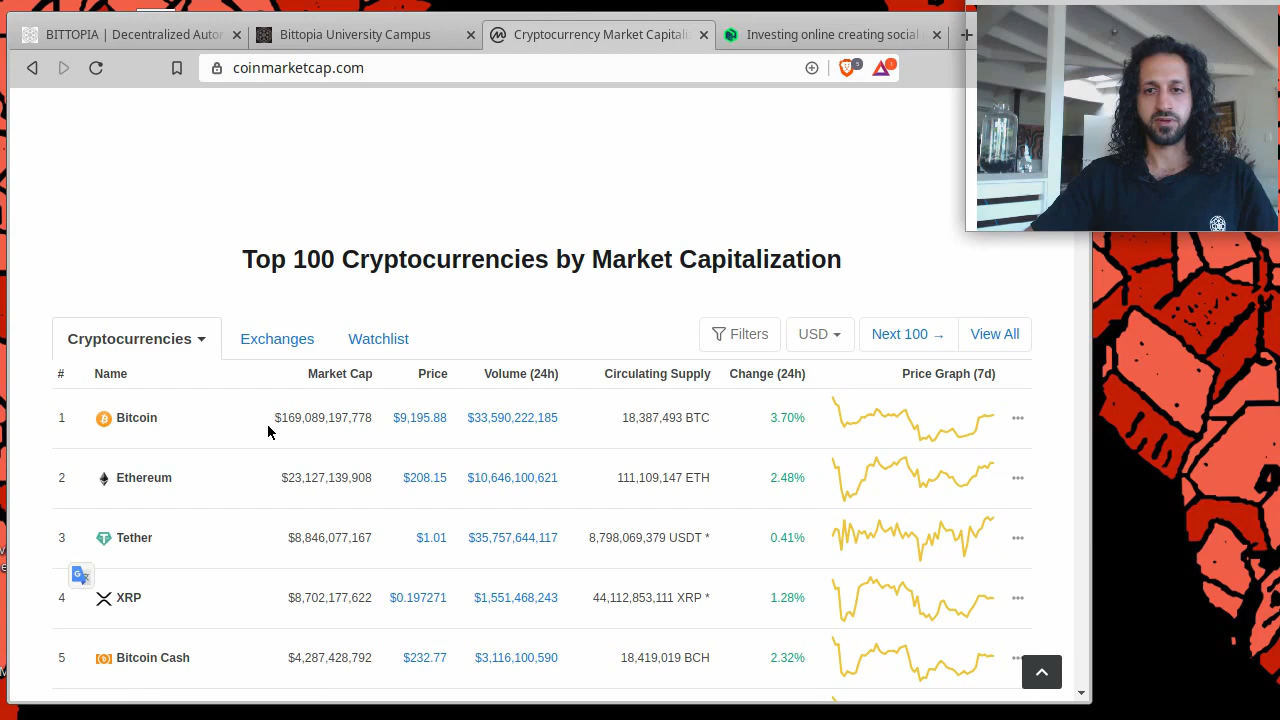 BITTOPIA | Decentralized Autor
Bittopia University Campus
Cryptocurrency Market Capitaliz
Investing online creating social
coinmarketcap.com
5
1
Top 100 Cryptocurrencies by Market Capitalization
Cryptocurrencies
Exchanges
Watchlist
Filters
USD
Next 100 →
View All
# Name Market Cap Price Volume (24h) Circulating Supply Change (24h) Price Graph (7d)
1 Bitcoin $169,089,197,778 $9,195.88 $33,590,222,185 18,387,493 BTC 3.70%
2 Ethereum $23,127,139,908 $208.15 $10,646,100,621 111,109,147 ETH 2.48%
3 Tether $8,846,077,167 $1.01 $35,757,644,117 8,798,069,379 USDT * 0.41%
4 XRP $8,702,177,622 $0.197271 $1,551,468,243 44,112,853,111 XRP * 1.28%
5 Bitcoin Cash $4,287,428,792 $232.77 $3,116,100,590 18,419,019 BCH 2.32%